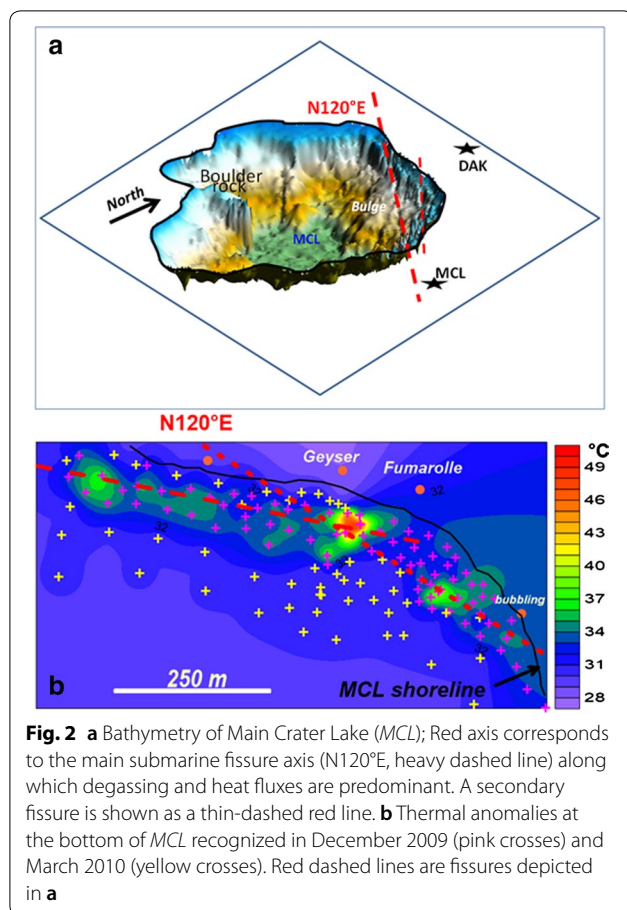 a
N120°E
DAK
Boulder
rock
North
Bulge
MCL
MCL
N120°E
°C
49
Geyser
Fumarolle
46
32
32
43
40
37
bubbling
34
32
31
250 m
MCL shoreline
28
b
Fig. 2 a Bathymetry of Main Crater Lake (MCL); Red axis corresponds
to the main submarine fissure axis (N120°E, heavy dashed line) along
which degassing and heat fluxes are predominant. A secondary
fissure is shown as a thin-dashed red line. b Thermal anomalies at
the bottom of MCL recognized in December 2009 (pink crosses) and
March 2010 (yellow crosses). Red dashed lines are fissures depicted
in a